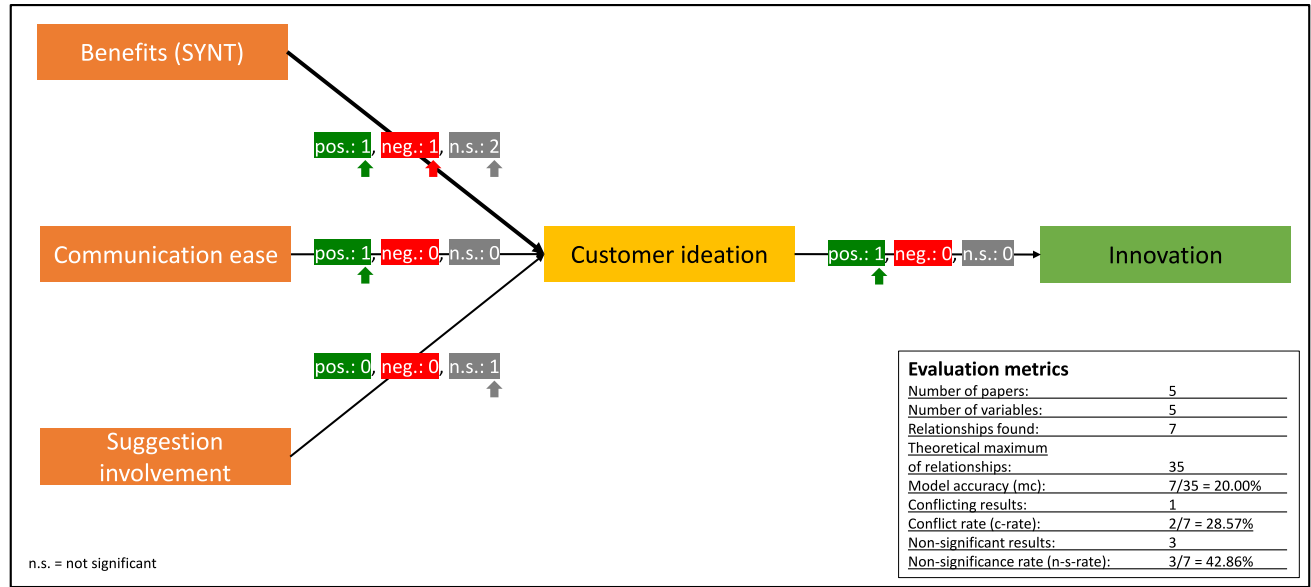 Benefits (SYNT)
pos.: 1, neg.: 1, n.s.: 2
Communication ease
pos.: 1, neg.: 0, n.s.: 0
Customer ideation
pos.: 1, neg.: 0, n.s.: 0
Innovation
pos.: 0, neg.: 0, n.s.: 1
Suggestion
involvement
Evaluation metrics
Number of papers: 5
Number of variables: 5
Relationships found: 7
Theoretical maximum
of relationships: 35
Model accuracy (mc): 7/35 = 20.00%
Conflicting results: 1
Conflict rate (c-rate): 2/7 = 28.57%
Non-significant results: 3
Non-significance rate (n-s-rate): 3/7 = 42.86%
n.s. = not significant